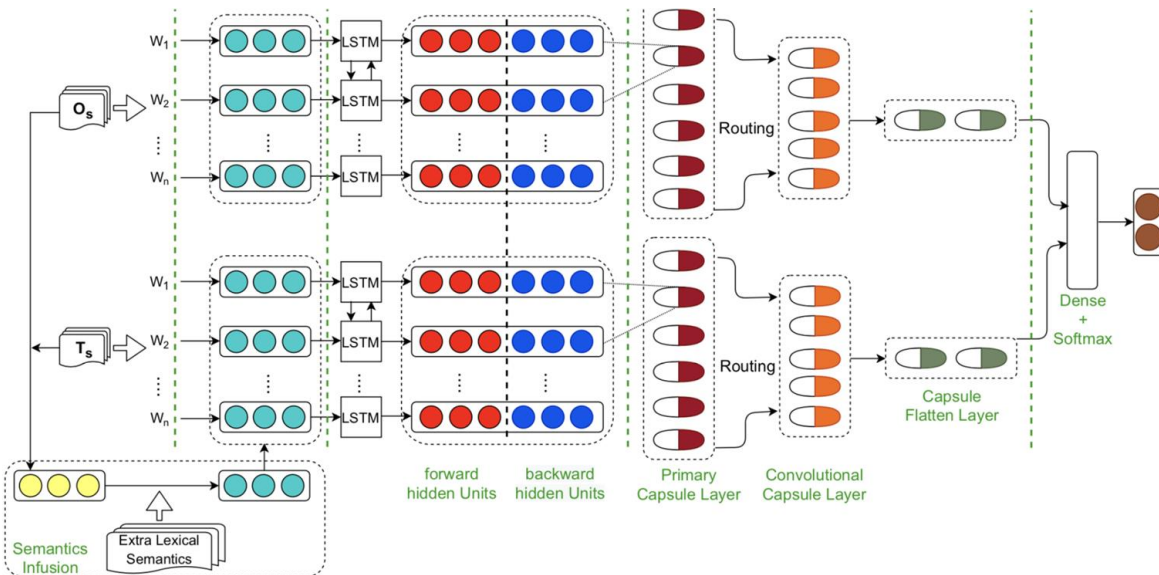 W1
LSTM
Os
W2
LSTM
Wn
LSTM
Routing
W1
LSTM
Ts
W2
LSTM
Wn
LSTM
Routing
Dense
+
Softmax
Capsule
Flatten Layer
forward
hidden Units
backward
hidden Units
Primary
Capsule Layer
Convolutional
Capsule Layer
Extra Lexical
Semantics
Semantics
Infusion